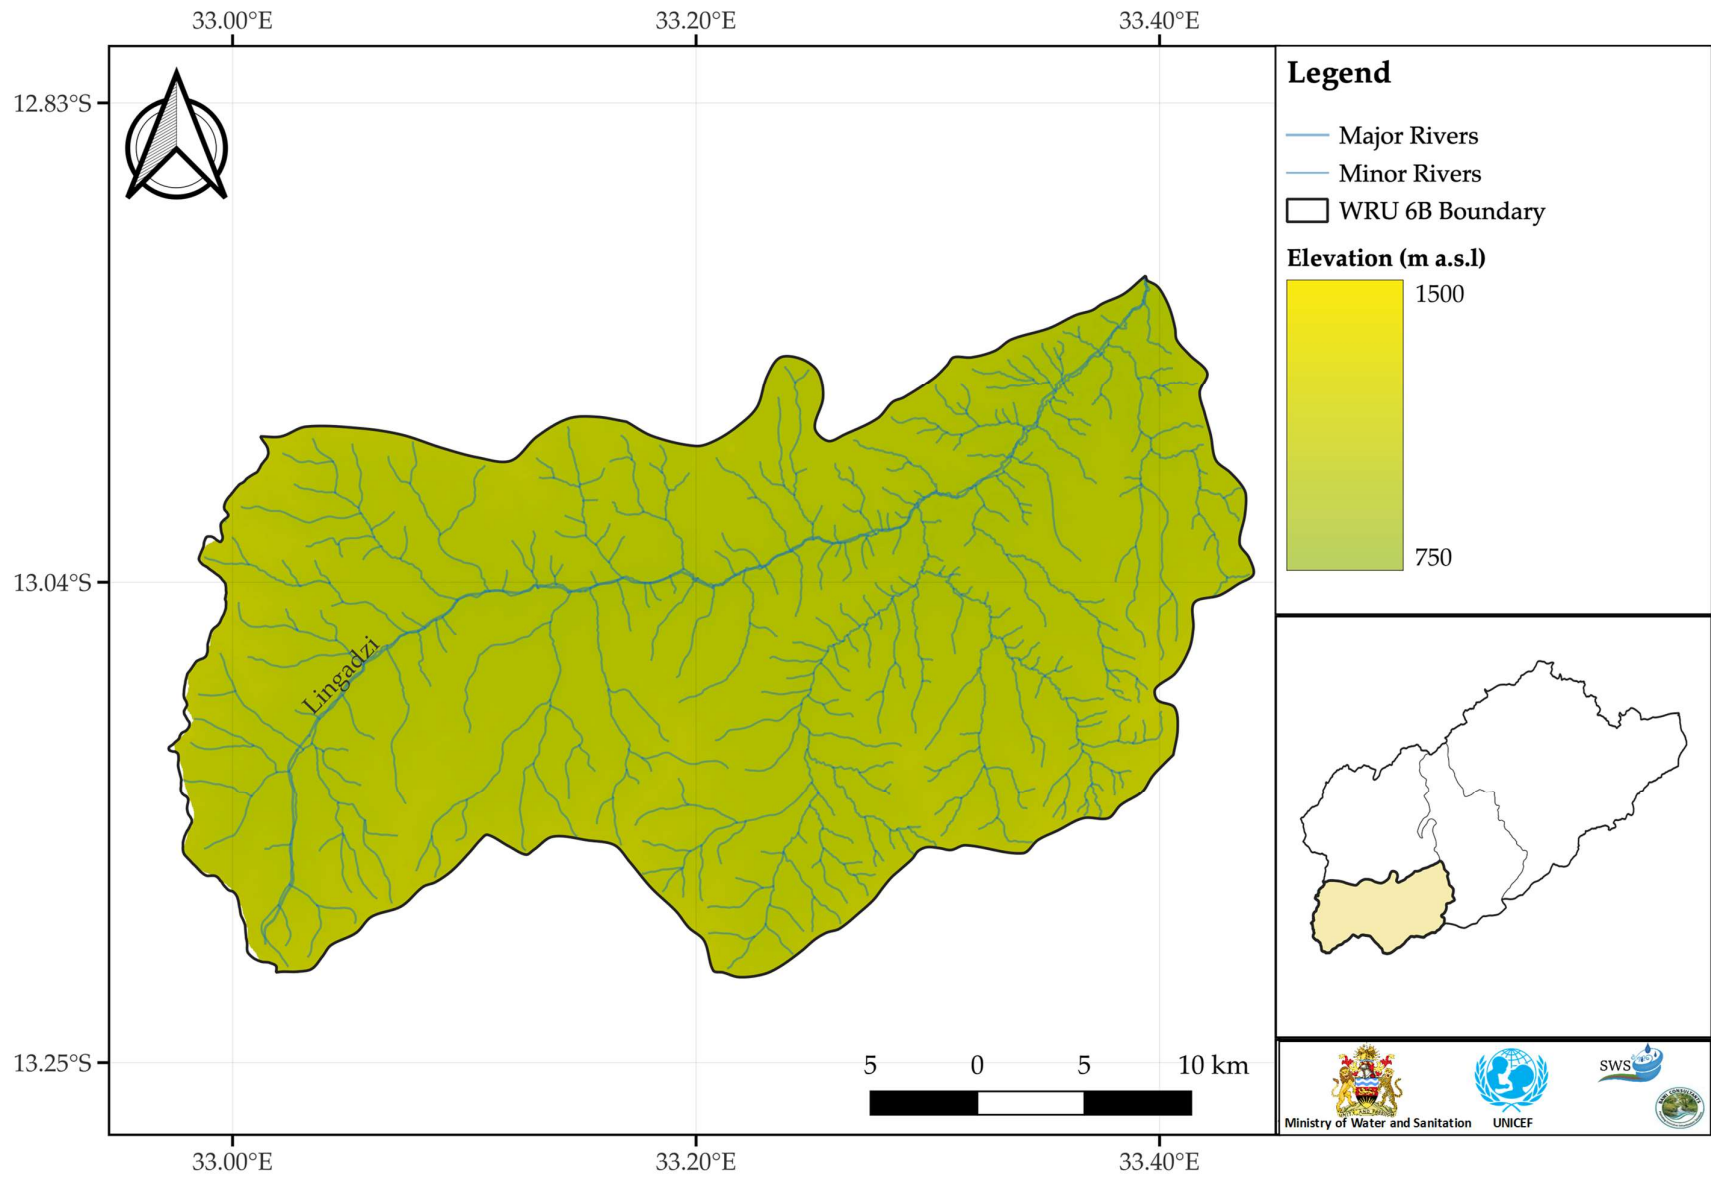 33.00°E
33.20°E
33.40°E
12.83°S
13.04°S
13.25°S
Lingadzi
5 0 5 10 km
33.00°E
33.20°E
33.40°E
Legend
Major Rivers
Minor Rivers
WRU 6B Boundary
Elevation (m a.s.l)
1500
750
Ministry of Water and Sanitation
UNICEF
SWS